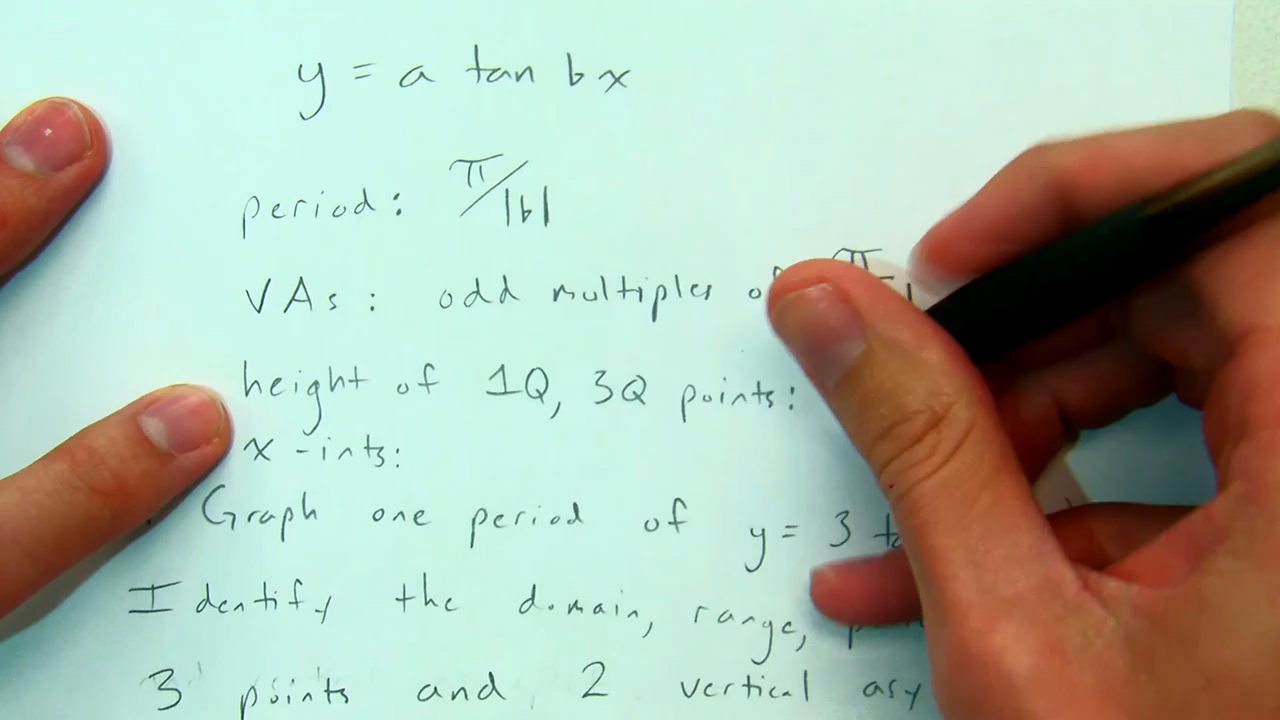 y = a tan bx
period: π/|b|
VAs: odd multiples π
height of 1Q, 3Q points:
x-ints:
Graph one period of y = 3
Identify the domain, range,
3 points and 2 vertical